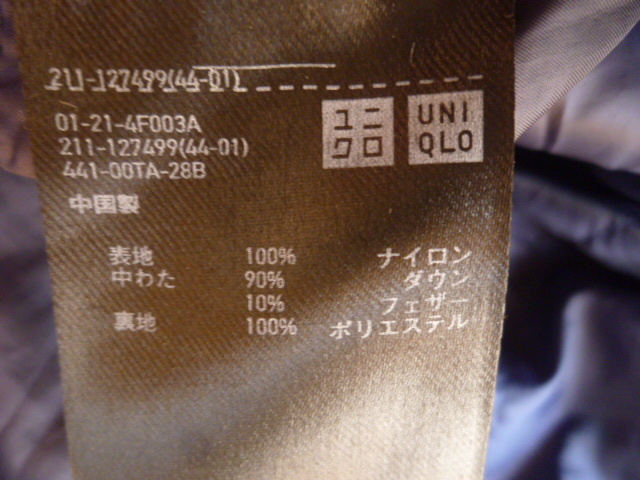 211-127499(44-01)
01-21-4F003A
211-127499(44-01)
441-00TA-28B
ユニ
クロ
UNI
QLO
中国製
表地 100% ナイロン
中わた 90% ダウン
10% フェザー
裏地 100% ポリエステル